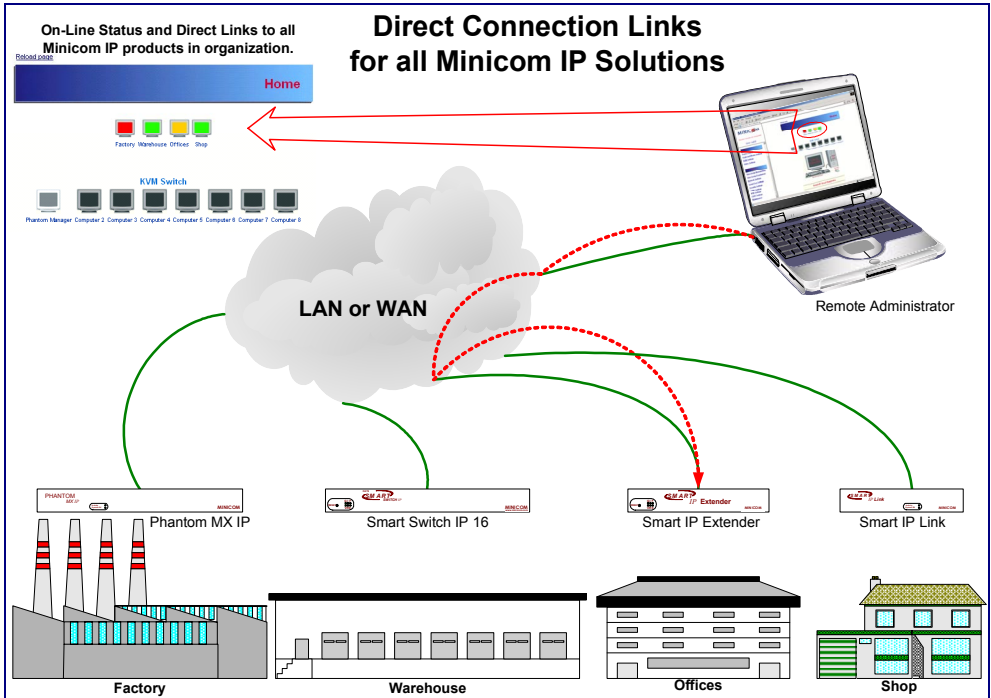 On-Line Status and Direct Links to all
Minicom IP products in organization.
Direct Connection Links
for all Minicom IP Solutions
Reload page
Home
Factory Warehouse Offices Shop
KVM Switch
Phantom Manager Computer 2 Computer 3 Computer 4 Computer 5 Computer 6 Computer 7 Computer 8
Remote Administrator
LAN or WAN
PHANTOM
MX IP
MINICOM
Phantom MX IP
SMART
SWITCH IP
MINICOM
Smart Switch IP 16
SMART
IP Extender
MINICOM
Smart IP Extender
SMART
IP Link
MINICOM
Smart IP Link
Factory
Warehouse
Offices
Shop